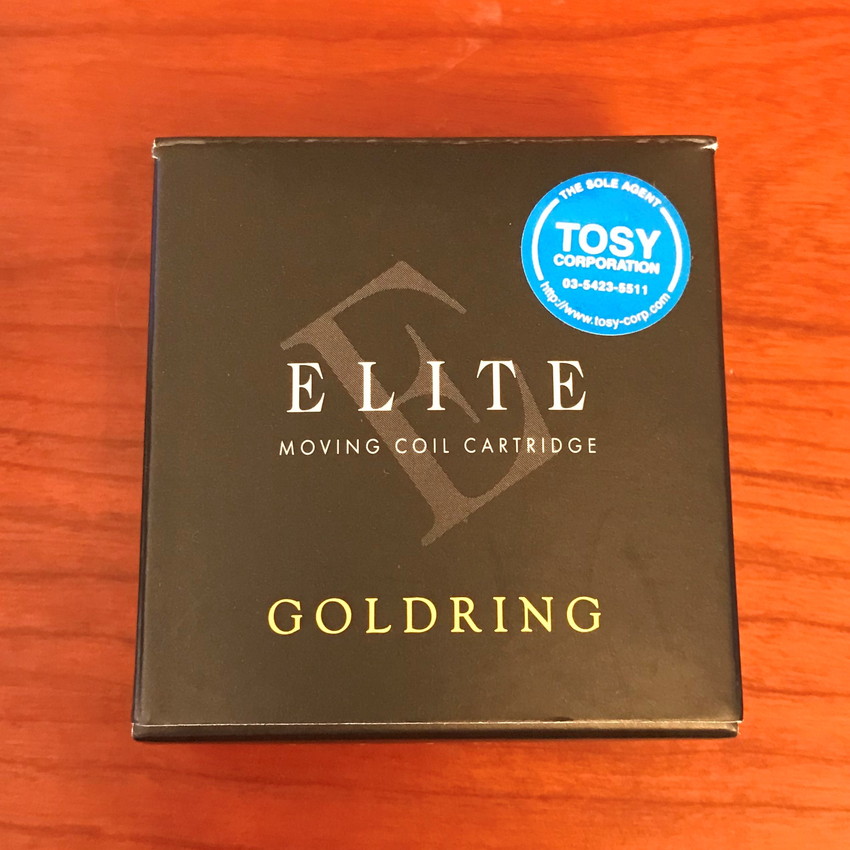 THE SOLE AGENT
TOSY
CORPORATION
03-5423-5511
http://www.tosy-corp.com
E
ELITE
MOVING COIL CARTRIDGE
GOLDRING